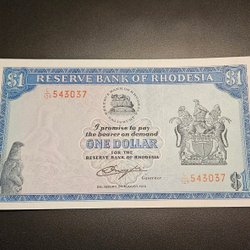 RESERVE BANK OF RHODESIA
$1
$1
543037
I promise to pay
the bearer on demand
ONE DOLLAR
FOR THE
RESERVE BANK OF RHODESIA
543037
Governor